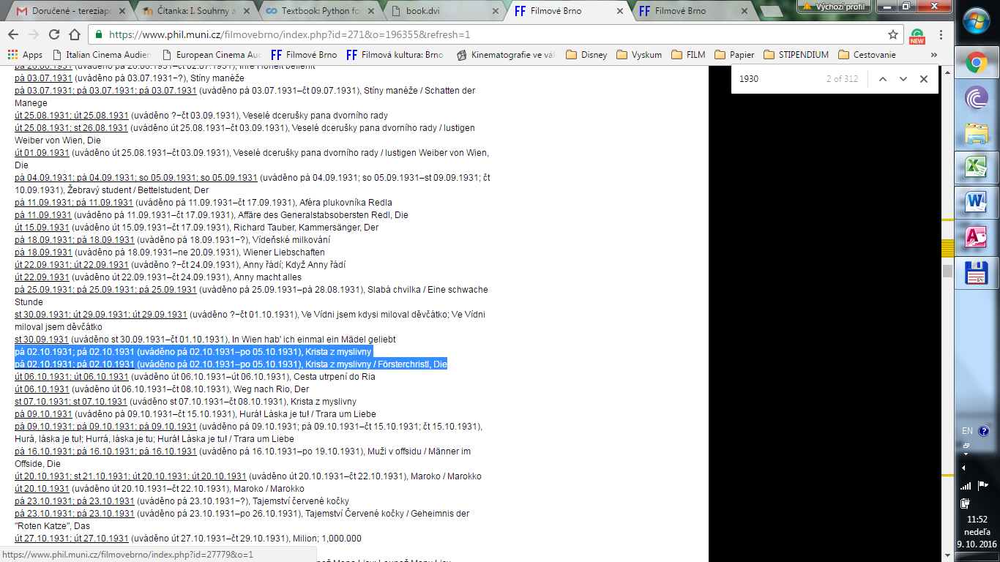 Doručené - tereziapc
Čítanka: I. Souhrny a
Textbook: Python fo
book.dvi
Filmové Brno
Filmové Brno
Výchozí profil
https://www.phil.muni.cz/filmovebrno/index.php?id=271&o=196355&refresh=1
NEW
Apps
Italian Cinema Audien
European Cinema Auc
Filmové Brno
Filmová kultura: Brno
Kinematografie ve vál
Disney
Vyskum
FILM
Papier
STIPENDIUM
Cestovanie
»
1930
2 of 312
pá 03.07.1931 (uváděno pá 03.07.1931–?), Stíny manéže
pá 03.07.1931; pá 03.07.1931; pá 03.07.1931 (uváděno pá 03.07.1931–čt 09.07.1931), Stíny manéže / Schatten der
Manege
út 25.08.1931; út 25.08.1931 (uváděno ?–čt 03.09.1931), Veselé dcerušky pana dvorního rady
út 25.08.1931; st 26.08.1931 (uváděno út 25.08.1931–čt 03.09.1931), Veselé dcerušky pana dvorního rady / lustigen
Weiber von Wien, Die
út 01.09.1931 (uváděno út 25.08.1931–čt 03.09.1931), Veselé dcerušky pana dvorního rady / lustigen Weiber von Wien,
Die
pá 04.09.1931; pá 04.09.1931; so 05.09.1931; so 05.09.1931 (uváděno pá 04.09.1931; so 05.09.1931–st 09.09.1931; čt
10.09.1931), Žebravý student / Bettelstudent, Der
pá 11.09.1931; pá 11.09.1931 (uváděno pá 11.09.1931–čt 17.09.1931), Aféra plukovníka Redla
pá 11.09.1931 (uváděno pá 11.09.1931–čt 17.09.1931), Affäre des Generalstabsobersten Redl, Die
út 15.09.1931 (uváděno út 15.09.1931–čt 17.09.1931), Richard Tauber, Kammersänger, Der
pá 18.09.1931; pá 18.09.1931 (uváděno pá 18.09.1931–?), Vídeňské milkování
pá 18.09.1931 (uváděno pá 18.09.1931–ne 20.09.1931), Wiener Liebschaften
út 22.09.1931; út 22.09.1931 (uváděno ?–čt 24.09.1931), Anny řádí; Když Anny řádí
út 22.09.1931 (uváděno út 22.09.1931–čt 24.09.1931), Anny macht alles
pá 25.09.1931; pá 25.09.1931; pá 25.09.1931 (uváděno pá 25.09.1931–pá 28.08.1931), Slabá chvilka / Eine schwache
Stunde
st 30.09.1931; út 29.09.1931; út 29.09.1931 (uváděno ?–čt 01.10.1931), Ve Vídni jsem kdysi miloval děvčátko; Ve Vídni
miloval jsem děvčátko
st 30.09.1931 (uváděno st 30.09.1931–čt 01.10.1931), In Wien hab' ich einmal ein Mädel geliebt
pá 02.10.1931; pá 02.10.1931 (uváděno pá 02.10.1931–po 05.10.1931), Krista z myslivny
pá 02.10.1931; pá 02.10.1931 (uváděno pá 02.10.1931–po 05.10.1931), Krista z myslivny / Försterchristl, Die
út 06.10.1931; út 06.10.1931 (uváděno út 06.10.1931–út 06.10.1931), Cesta utrpení do Ria
út 06.10.1931 (uváděno út 06.10.1931–čt 08.10.1931), Weg nach Rio, Der
st 07.10.1931; st 07.10.1931 (uváděno st 07.10.1931–čt 08.10.1931), Krista z myslivny
pá 09.10.1931 (uváděno pá 09.10.1931–čt 15.10.1931), Hurá! Láska je tu! / Trara um Liebe
pá 09.10.1931; pá 09.10.1931; pá 09.10.1931 (uváděno pá 09.10.1931; pá 09.10.1931–čt 15.10.1931; čt 15.10.1931),
Hurá, láska je tu!; Hurrá, láska je tu; Hurá! Láska je tu! / Trara um Liebe
pá 16.10.1931; pá 16.10.1931; pá 16.10.1931 (uváděno pá 16.10.1931–po 19.10.1931), Muži v offsidu / Männer im
Offside, Die
út 20.10.1931; st 21.10.1931; út 20.10.1931; út 20.10.1931 (uváděno út 20.10.1931–čt 22.10.1931), Maroko / Marokko
út 20.10.1931 (uváděno út 20.10.1931–čt 22.10.1931), Maroko / Marokko
pá 23.10.1931; pá 23.10.1931 (uváděno pá 23.10.1931–?), Tajemství červené kočky
pá 23.10.1931; pá 23.10.1931 (uváděno pá 23.10.1931–po 26.10.1931), Tajemství Červené kočky / Geheimnis der
"Roten Katze", Das
út 27.10.1931; út 27.10.1931 (uváděno út 27.10.1931–čt 29.10.1931), Milion; 1,000.000
https://www.phil.muni.cz/filmovebrno/index.php?id=27779&o=1
64
EN
11:52
nedeľa
9. 10. 2016